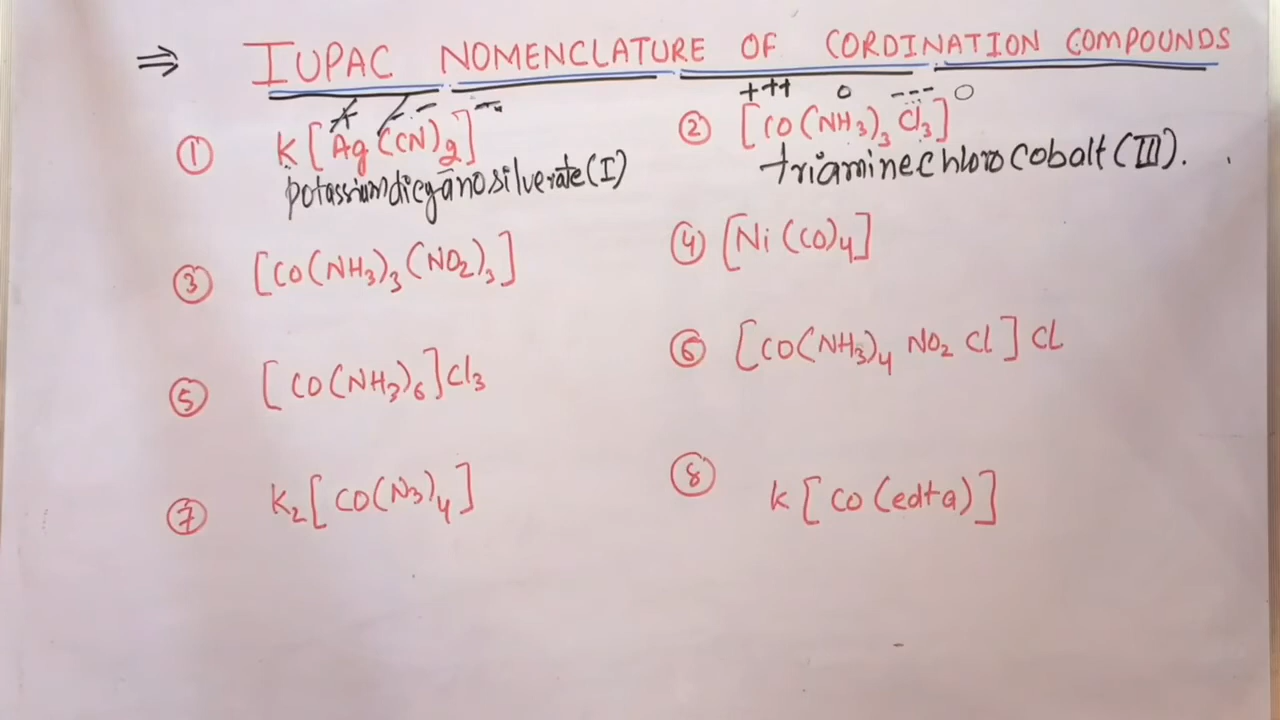 ⇒ IUPAC NOMENCLATURE OF CORDINATION COMPOUNDS
① K[Ag(CN)2]
potassiumdicyanosilverate(I)
+++ 0 --- 0
② [CO(NH3)3 Cl3]
triaminechlorocobalt(III).
③ [CO(NH3)3(NO2)3]
④ [Ni(CO)4]
⑤ [CO(NH3)6]Cl3
⑥ [CO(NH3)4 NO2 Cl]Cl
⑦ K2[CO(N3)4]
⑧ K[CO(edta)]